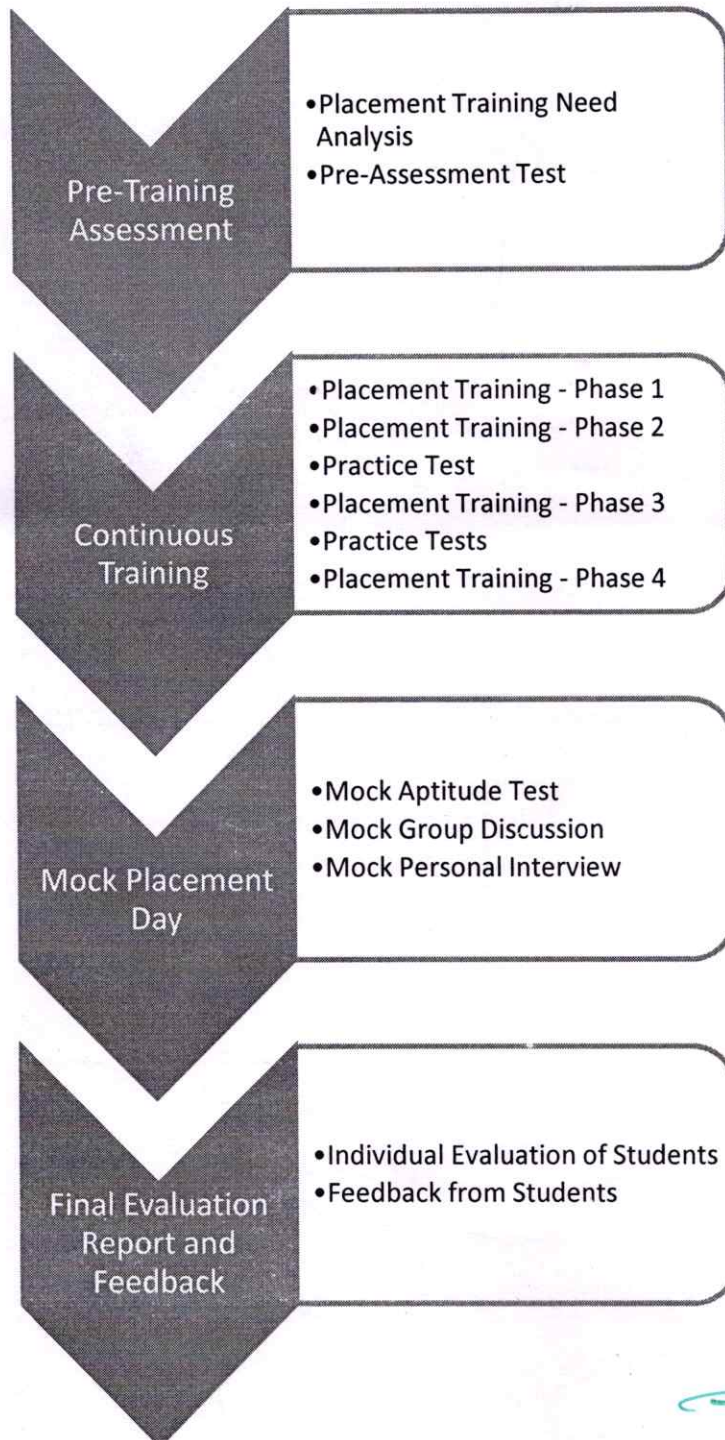 Pre-Training
Assessment
•Placement Training Need
Analysis
•Pre-Assessment Test
Continuous
Training
•Placement Training - Phase 1
•Placement Training - Phase 2
•Practice Test
•Placement Training - Phase 3
•Practice Tests
•Placement Training - Phase 4
Mock Placement
Day
•Mock Aptitude Test
•Mock Group Discussion
•Mock Personal Interview
Final Evaluation
Report and
Feedback
•Individual Evaluation of Students
•Feedback from Students